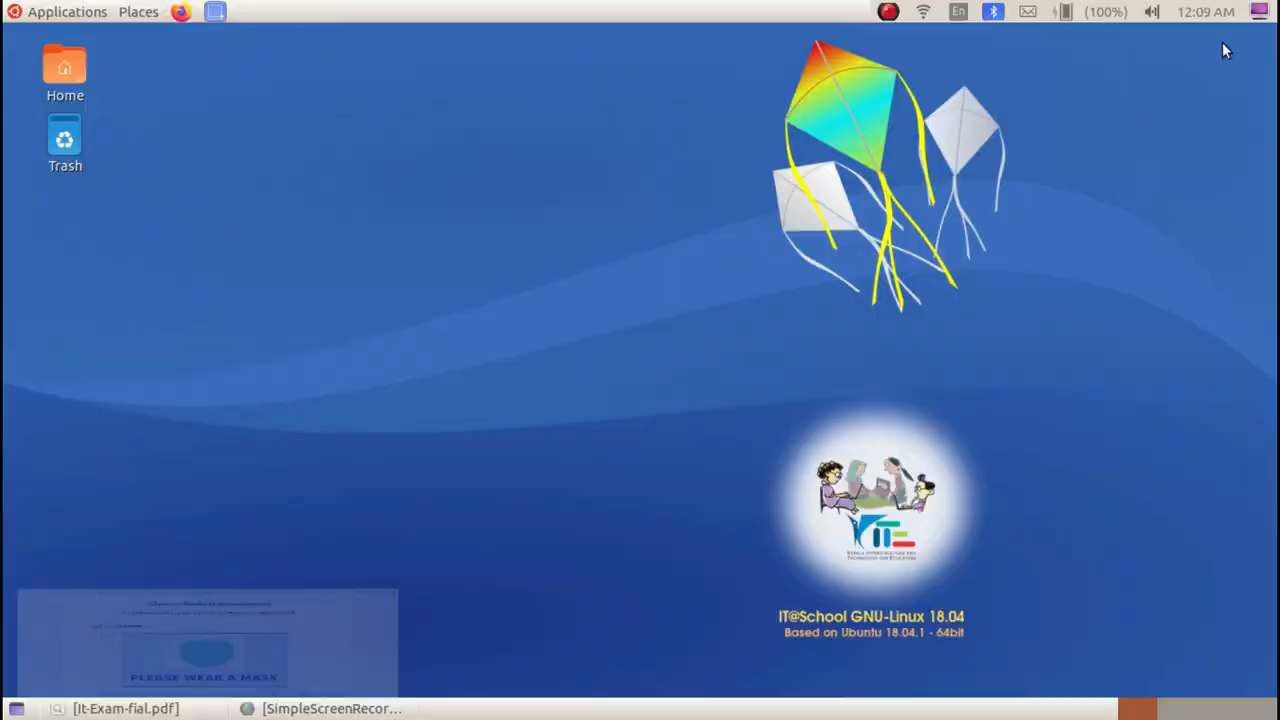 Applications Places
En (100%) 12:09 AM
Home
Trash
KITE
IT@School GNU-Linux 18.04
Based on Ubuntu 18.04.1 - 64bit
PLEASE WEAR A MASK
[It-Exam-fial.pdf] [SimpleScreenRecor...